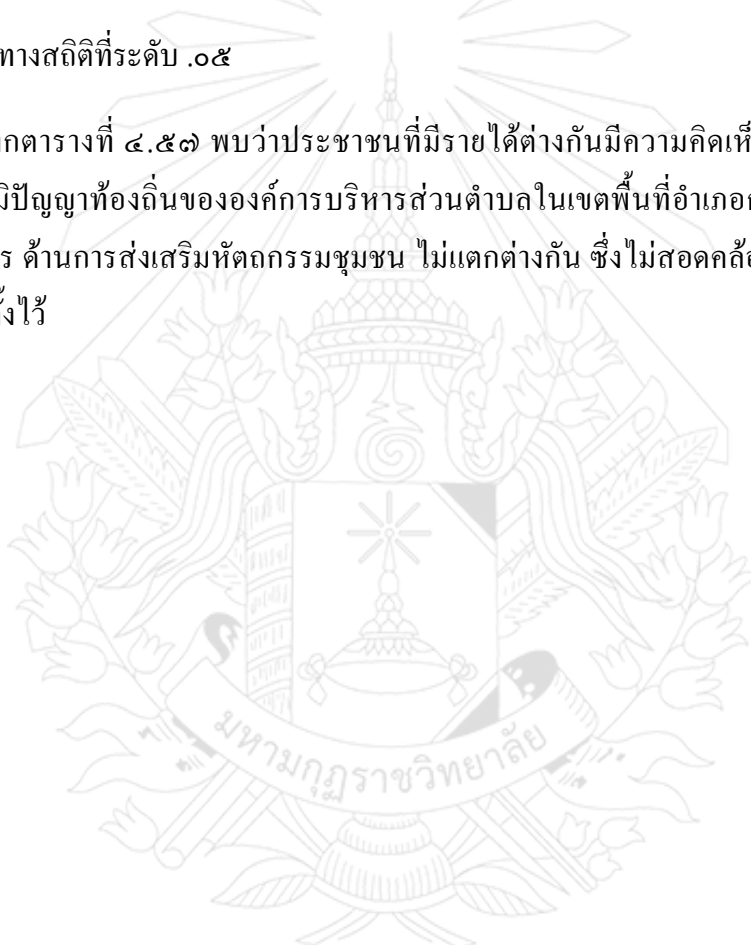 ทางสถิติที่ระดับ .๐๕
กตารางที่ ๔.๕๗ พบว่าประชาชนที่มีรายได้ต่างกันมีความคิดเห็
มิปัญญาท้องถิ่นขององค์การบริหารส่วนตำบลในเขตพื้นที่อำเภอก
ร ด้านการส่งเสริมหัตถกรรมชุมชน ไม่แตกต่างกัน ซึ่งไม่สอดคล้อ
ั้งไว้
มหามกุฏราชวิทยาลัย